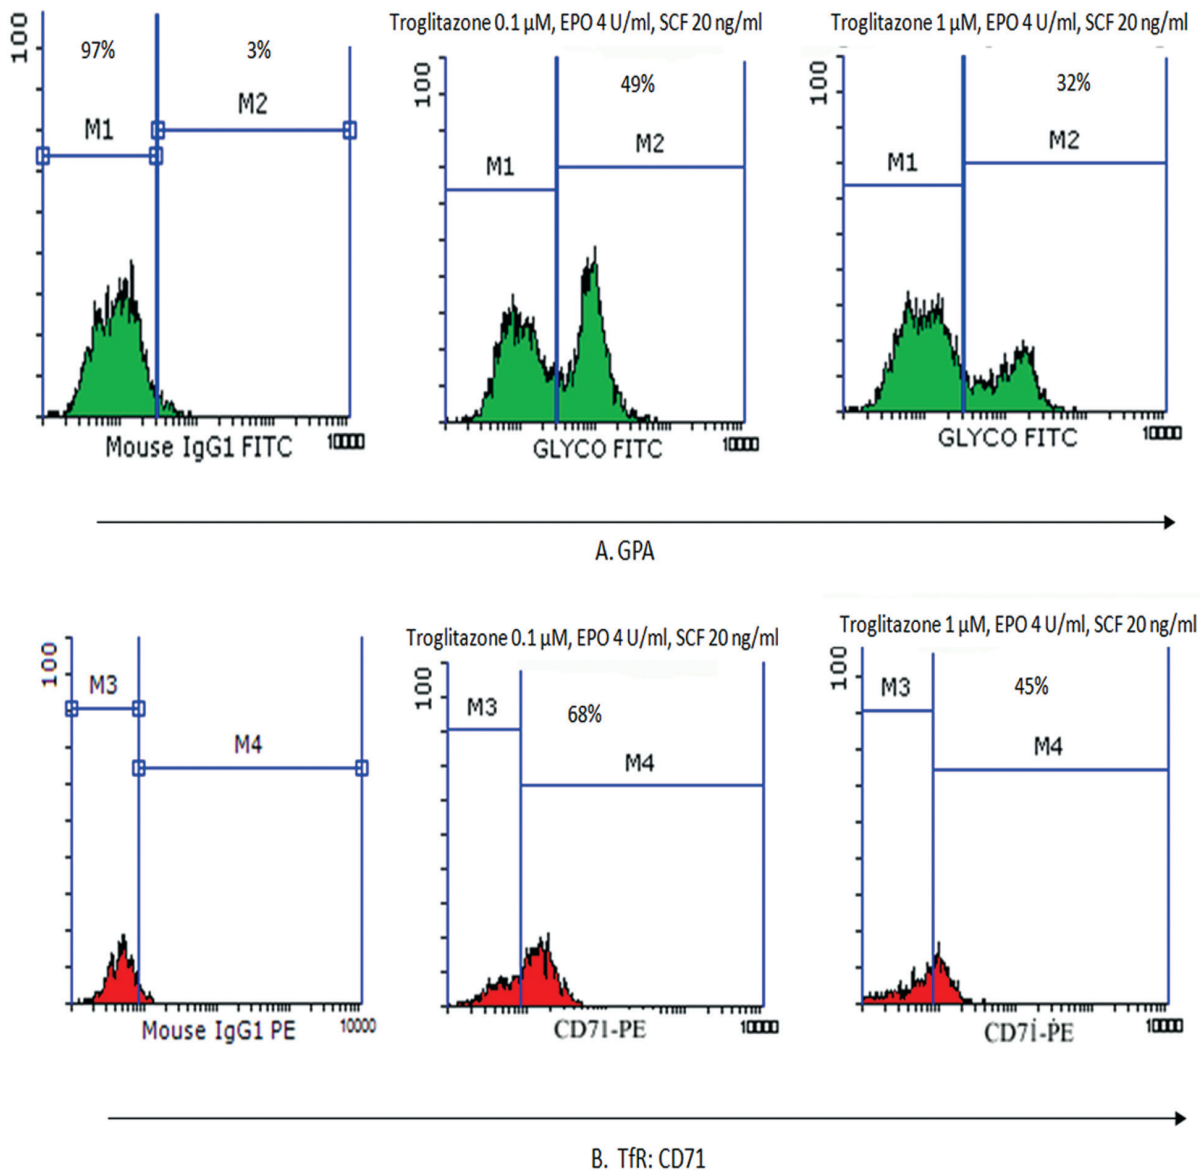 Troglitazone 0.1 µM, EPO 4 U/ml, SCF 20 ng/ml
Troglitazone 1 µM, EPO 4 U/ml, SCF 20 ng/ml
100
97%
3%
M1
M2
Mouse IgG1 FITC
10000
100
49%
M1
M2
GLYCO FITC
10000
100
32%
M1
M2
GLYCO FITC
10000
A. GPA
Troglitazone 0.1 µM, EPO 4 U/ml, SCF 20 ng/ml
Troglitazone 1 µM, EPO 4 U/ml, SCF 20 ng/ml
100
M3
M4
Mouse IgG1 PE
10000
100
M3
68%
M4
CD71-PE
10000
100
M3
45%
M4
CD71-PE
10000
B. TfR: CD71